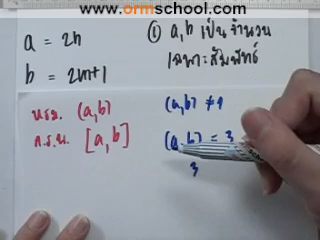 www.ormschool.com
a = 2n
b = 2m+1
① a, b เป็นจำนวน
เฉพาะสัมพัทธ์
หรม. (a,b)
ค.ร.น. [a,b]
(a,b) ≠ 1
(a,b) = 3
3